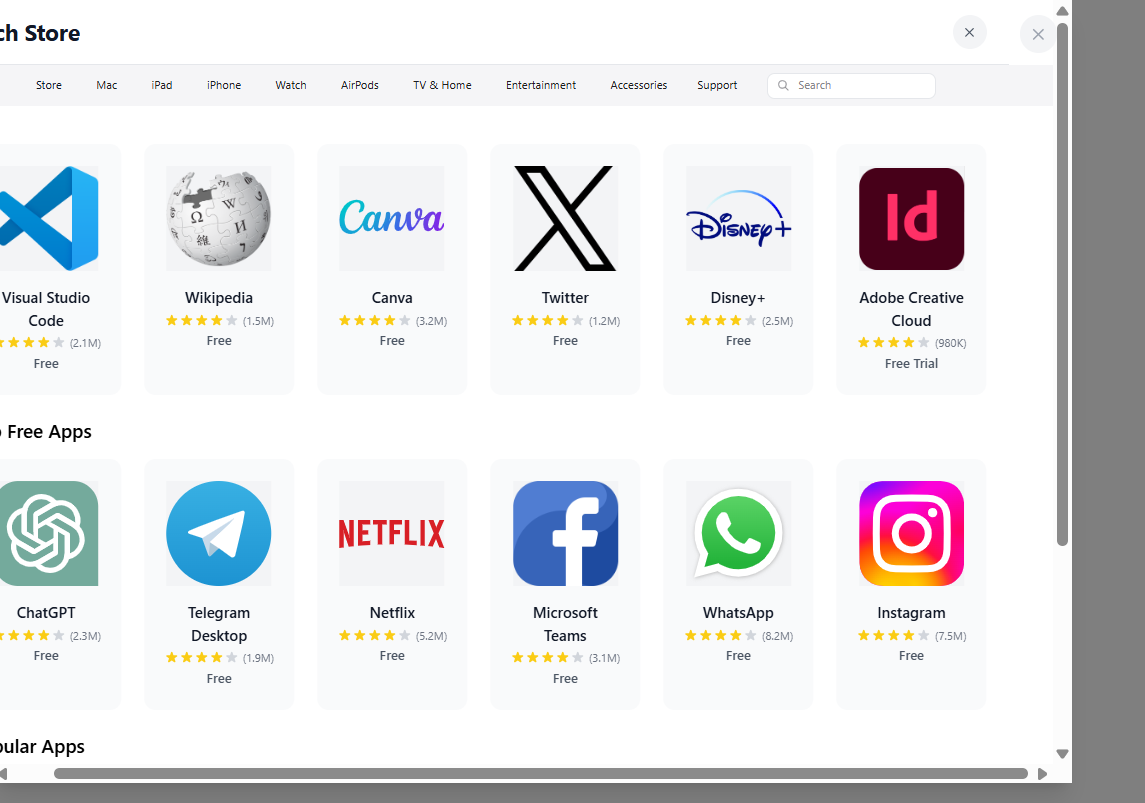 ch Store
Store Mac iPad iPhone Watch AirPods TV & Home Entertainment Accessories Support Search
Ω W И 維 7
Canva
Disney+
Id
Visual Studio Code
(2.1M)
Free
Wikipedia
(1.5M)
Free
Canva
(3.2M)
Free
Twitter
(1.2M)
Free
Disney+
(2.5M)
Free
Adobe Creative Cloud
(980K)
Free Trial
Free Apps
NETFLIX
ChatGPT
(2.3M)
Free
Telegram Desktop
(1.9M)
Free
Netflix
(5.2M)
Free
Microsoft Teams
(3.1M)
Free
WhatsApp
(8.2M)
Free
Instagram
(7.5M)
Free
pular Apps